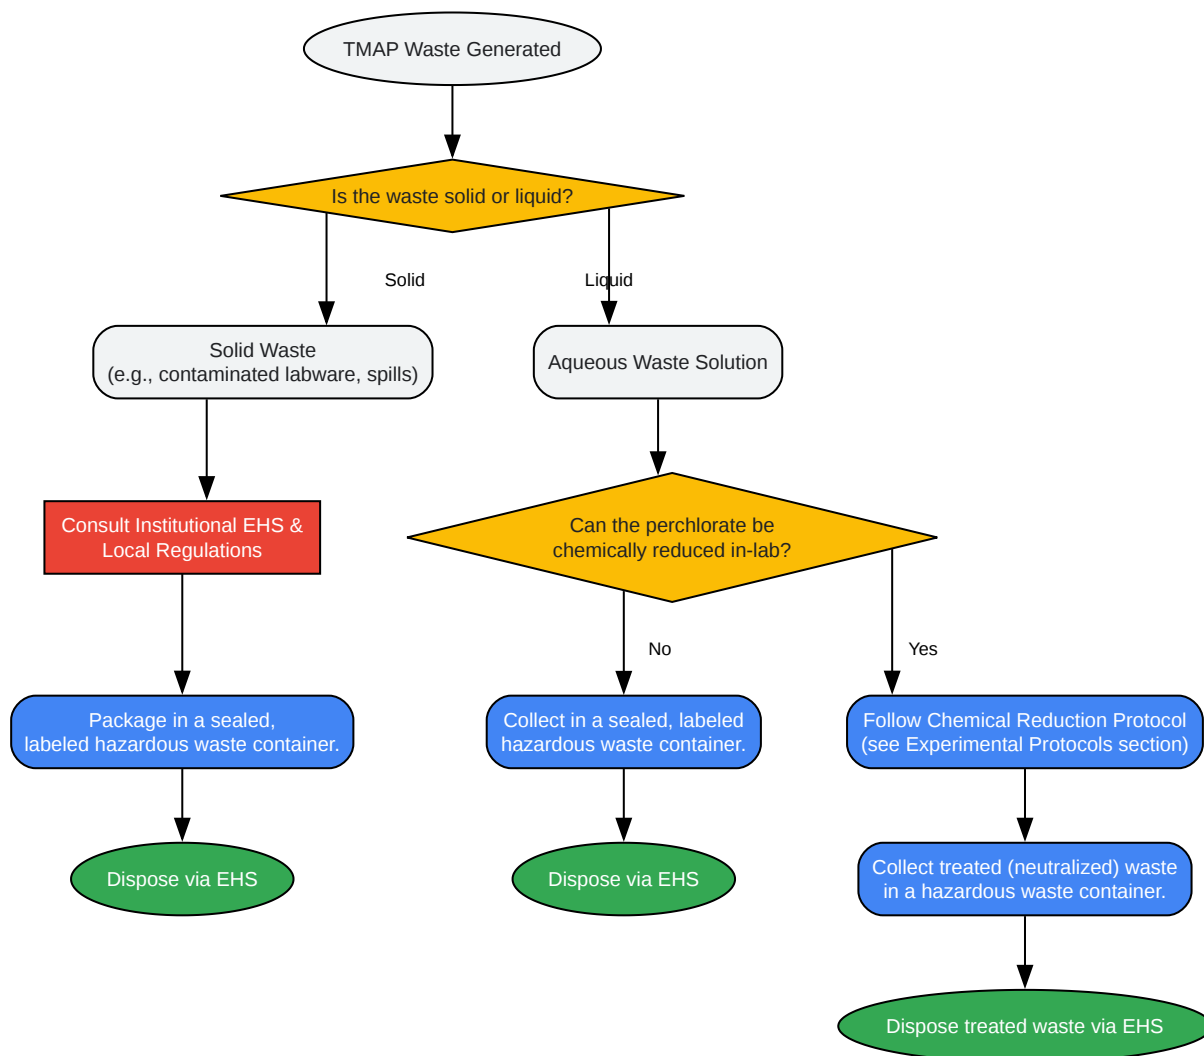 TMAP Waste Generated
Is the waste solid or liquid?
Solid
Liquid
Solid Waste
(e.g., contaminated labware, spills)
Aqueous Waste Solution
Consult Institutional EHS &
Local Regulations
Can the perchlorate be
chemically reduced in-lab?
No
Yes
Package in a sealed,
labeled hazardous waste container.
Collect in a sealed, labeled
hazardous waste container.
Follow Chemical Reduction Protocol
(see Experimental Protocols section)
Dispose via EHS
Dispose via EHS
Collect treated (neutralized) waste
in a hazardous waste container.
Dispose treated waste via EHS